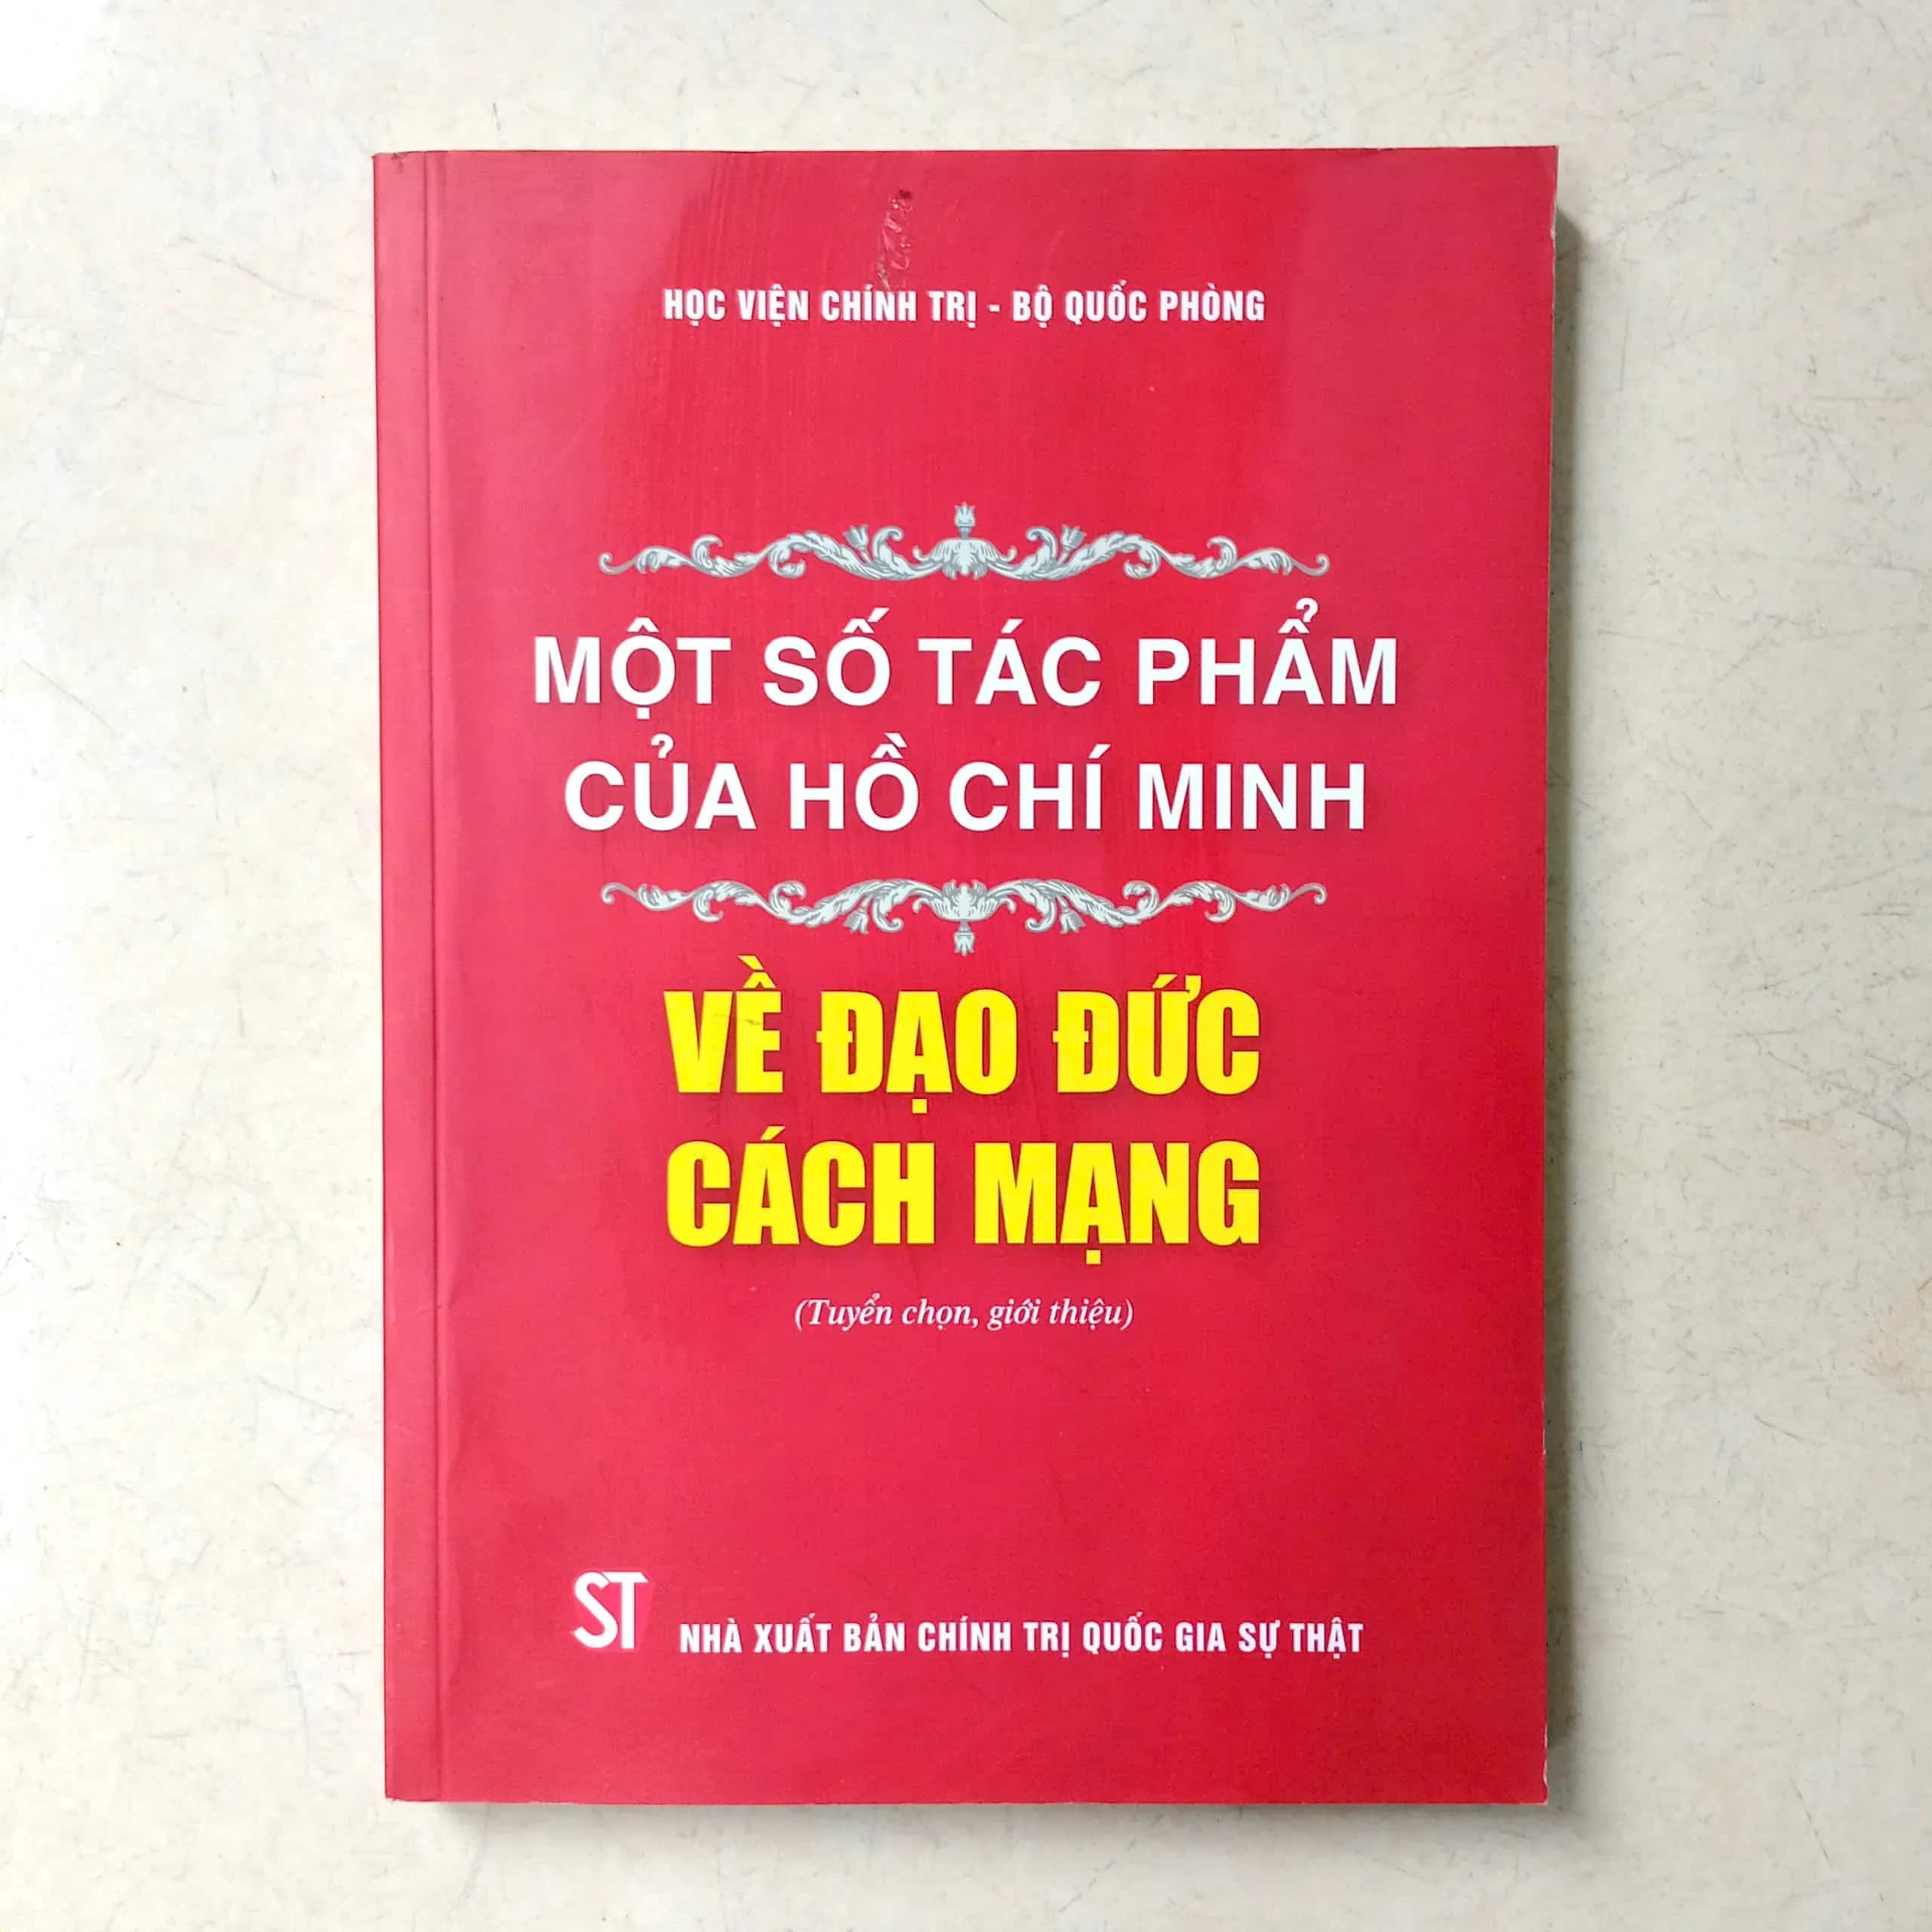 HỌC VIỆN CHÍNH TRỊ - BỘ QUỐC PHÒNG
MỘT SỐ TÁC PHẨM
CỦA HỒ CHÍ MINH
VỀ ĐẠO ĐỨC
CÁCH MẠNG
(Tuyển chọn, giới thiệu)
ST
NHÀ XUẤT BẢN CHÍNH TRỊ QUỐC GIA SỰ THẬT